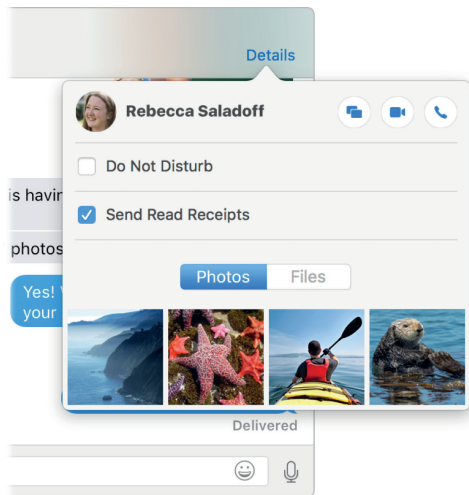 Details
Rebecca Saladoff
Do Not Disturb
is havin
Send Read Receipts
photos
Photos Files
Yes!
your
Delivered